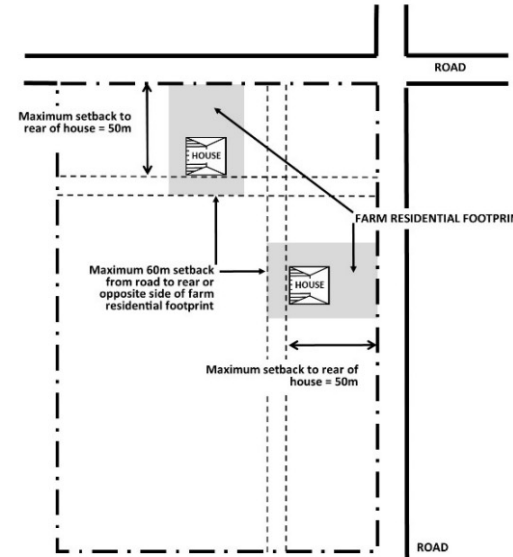 ROAD
Maximum setback to
rear of house = 50m
HOUSE
FARM RESIDENTIAL FOOTPRIN
Maximum 60m setback
from road to rear or
opposite side of farm
residential footprint
HOUSE
Maximum setback to rear of
house = 50m
ROAD